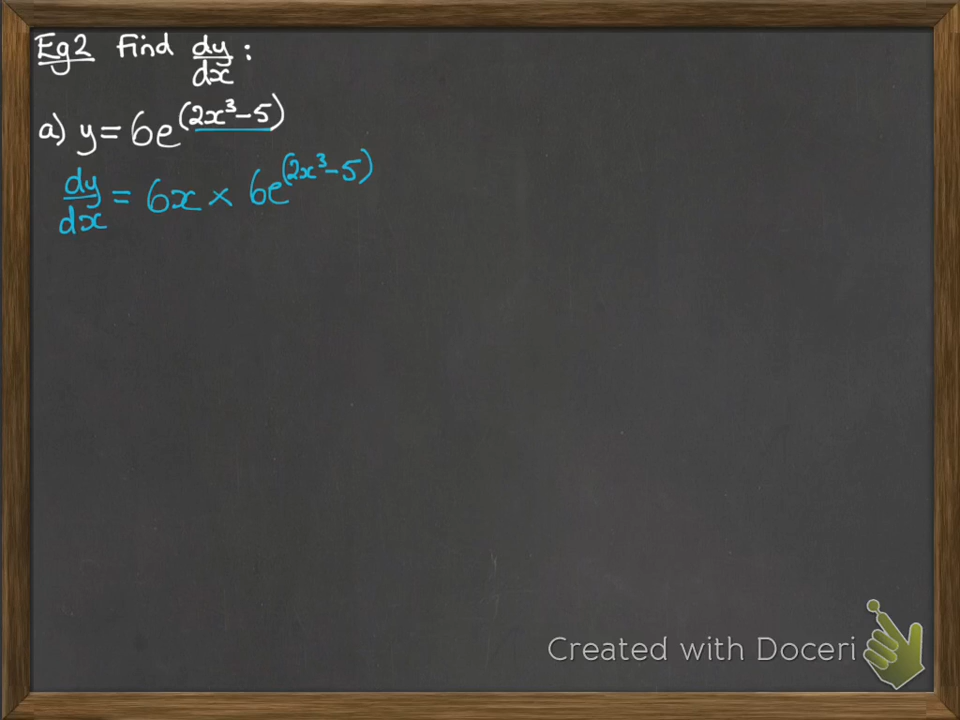 Eg2 Find dy/dx :
a) y = 6e^(2x³-5)
dy/dx = 6x × 6e^(2x³-5)
Created with Doceri